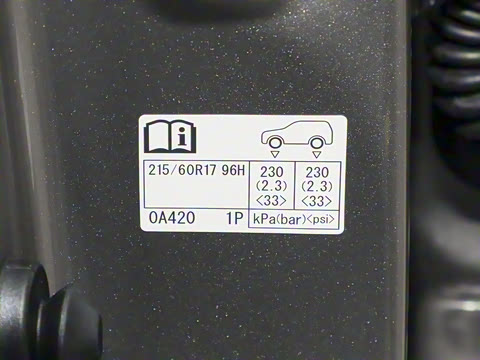 i
215/60R17 96H 230 230
(2.3) (2.3)
<33> <33>
0A420 1P kPa(bar)<psi>